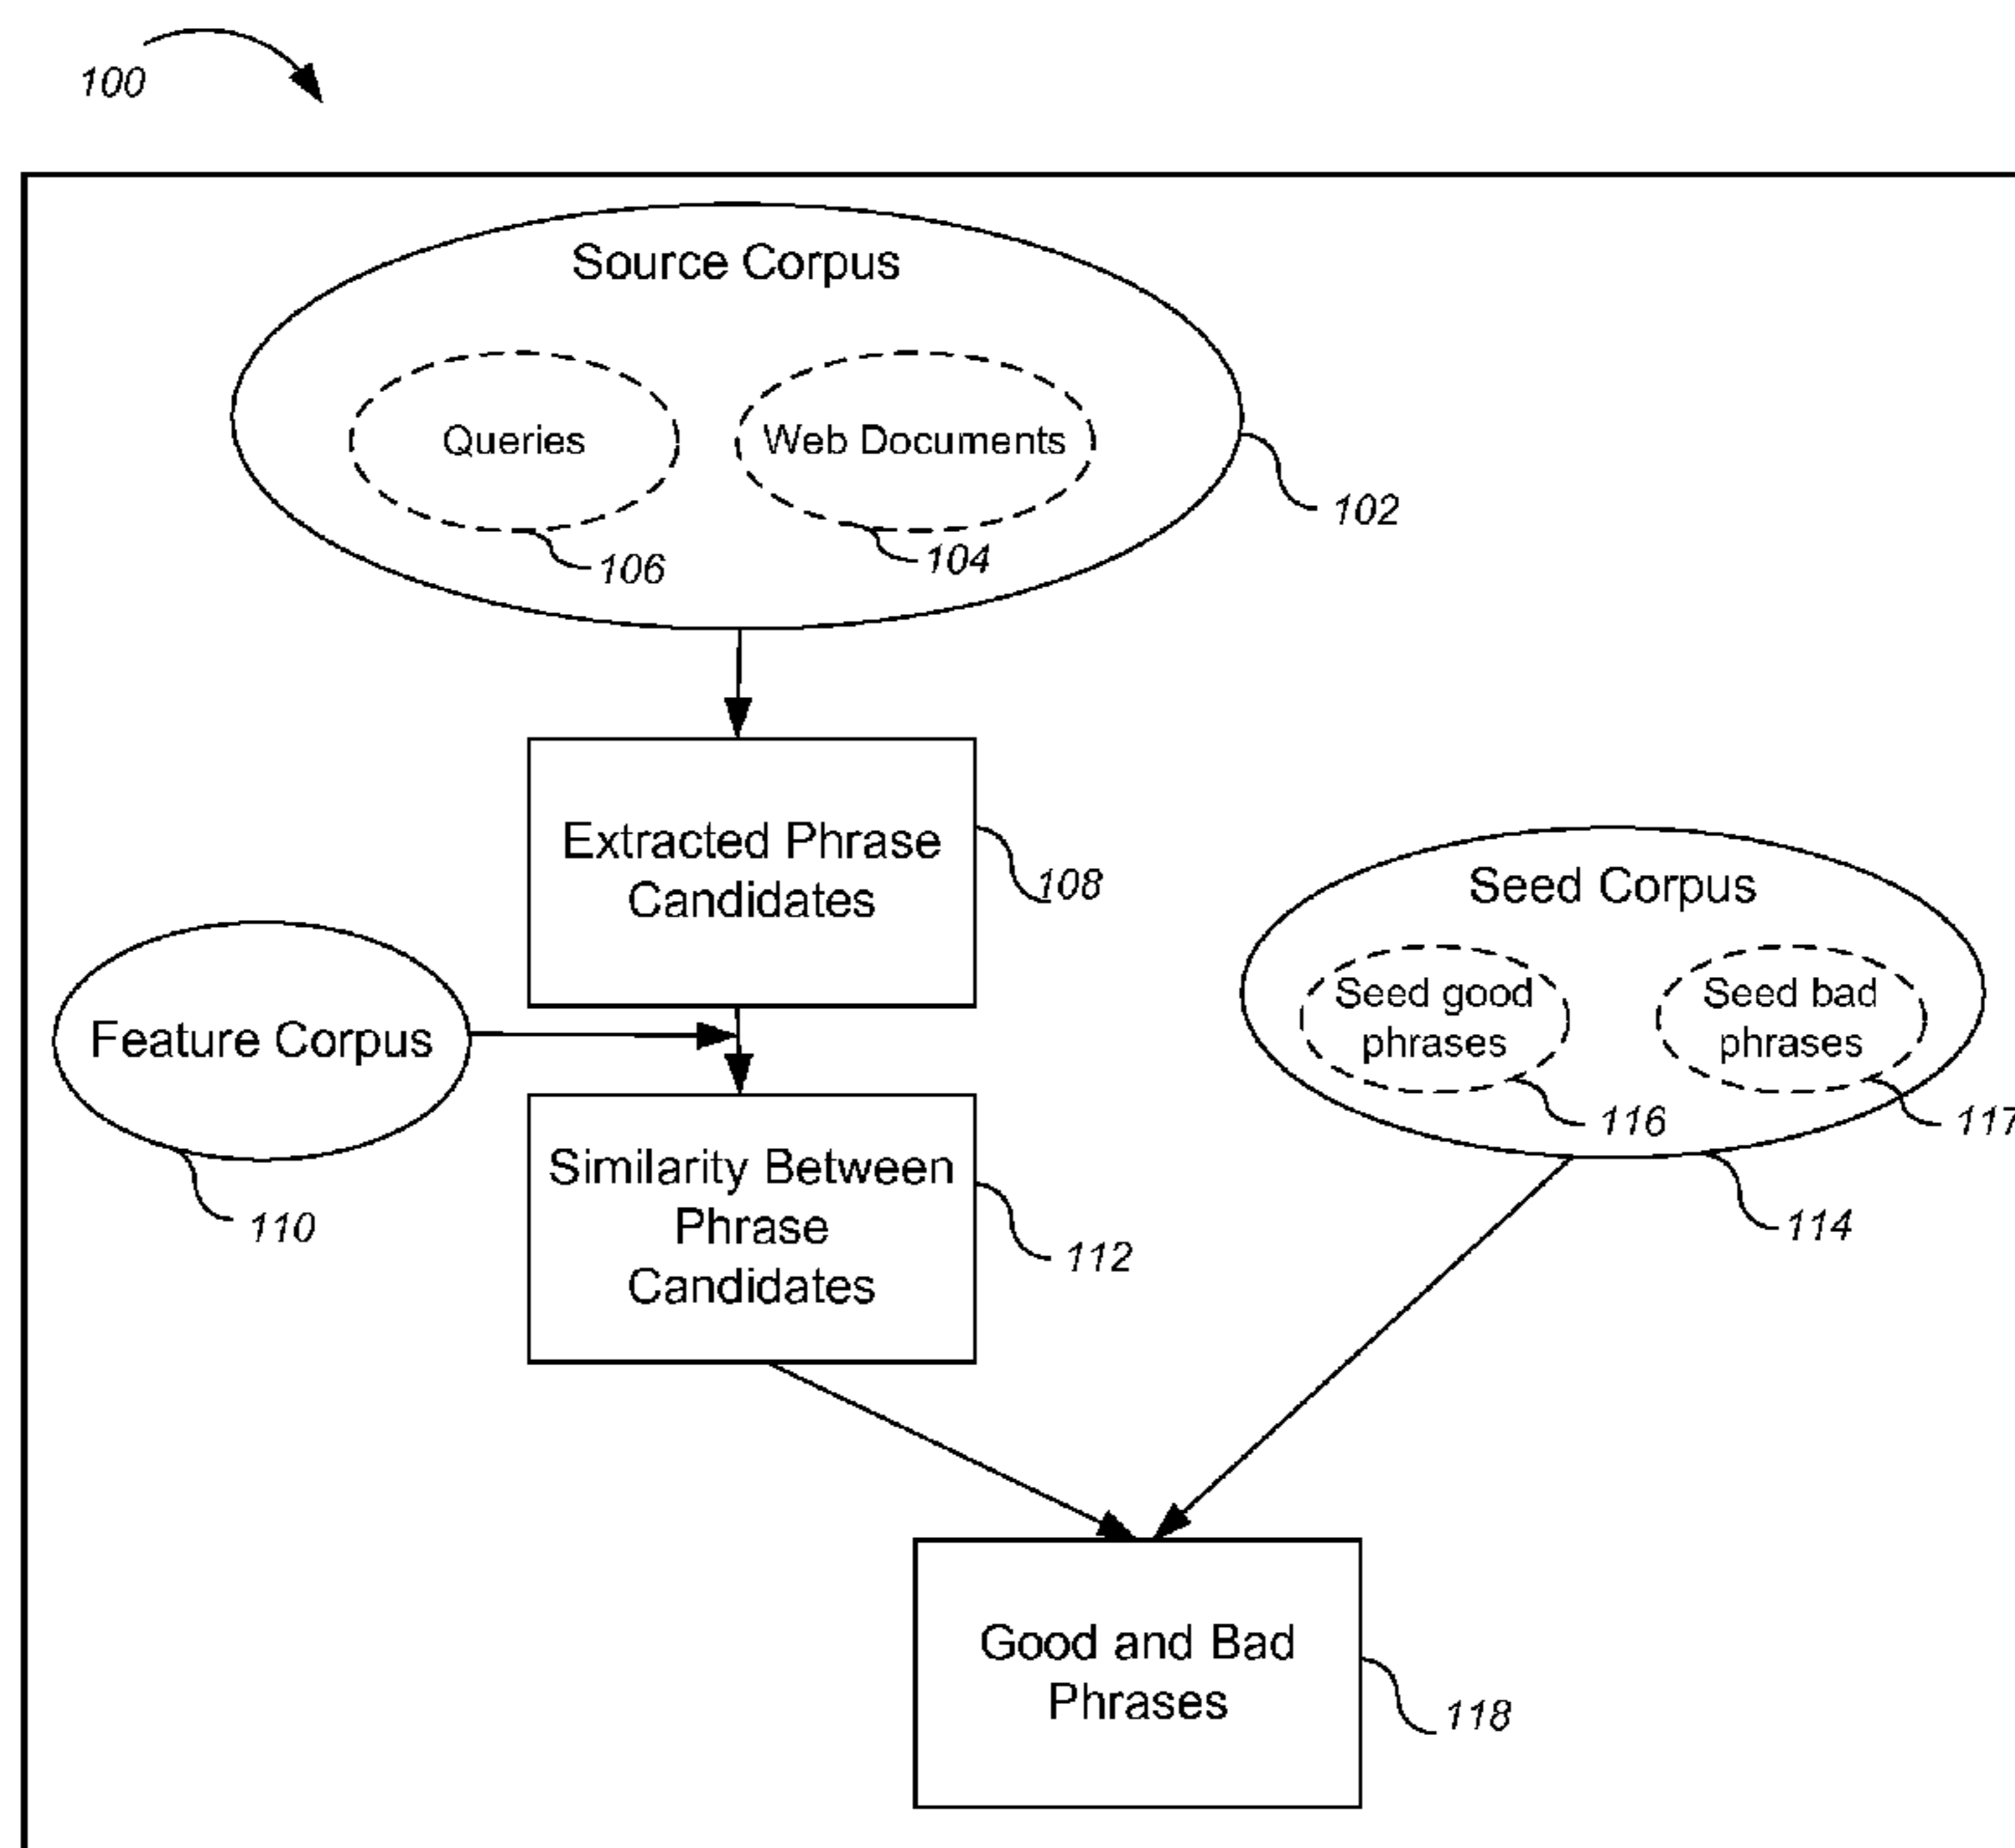 100
Source Corpus
Queries
Web Documents
102
106
104
Extracted Phrase
Candidates
108
Seed Corpus
Seed good
phrases
Seed bad
phrases
116
117
114
Feature Corpus
110
Similarity Between
Phrase
Candidates
112
Good and Bad
Phrases
118